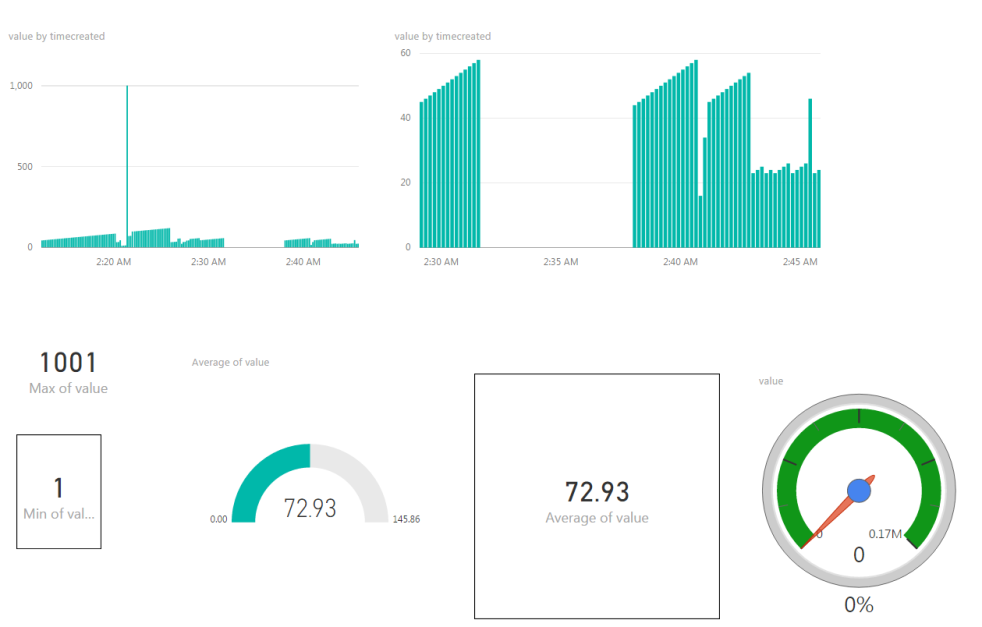 value by timecreated
1,000
500
0
2:20 AM 2:30 AM 2:40 AM
value by timecreated
60
40
20
0
2:30 AM 2:35 AM 2:40 AM 2:45 AM
1001
Max of value
1
Min of val...
Average of value
72.93
0.00 145.86
72.93
Average of value
value
0 0.17M
0
0%